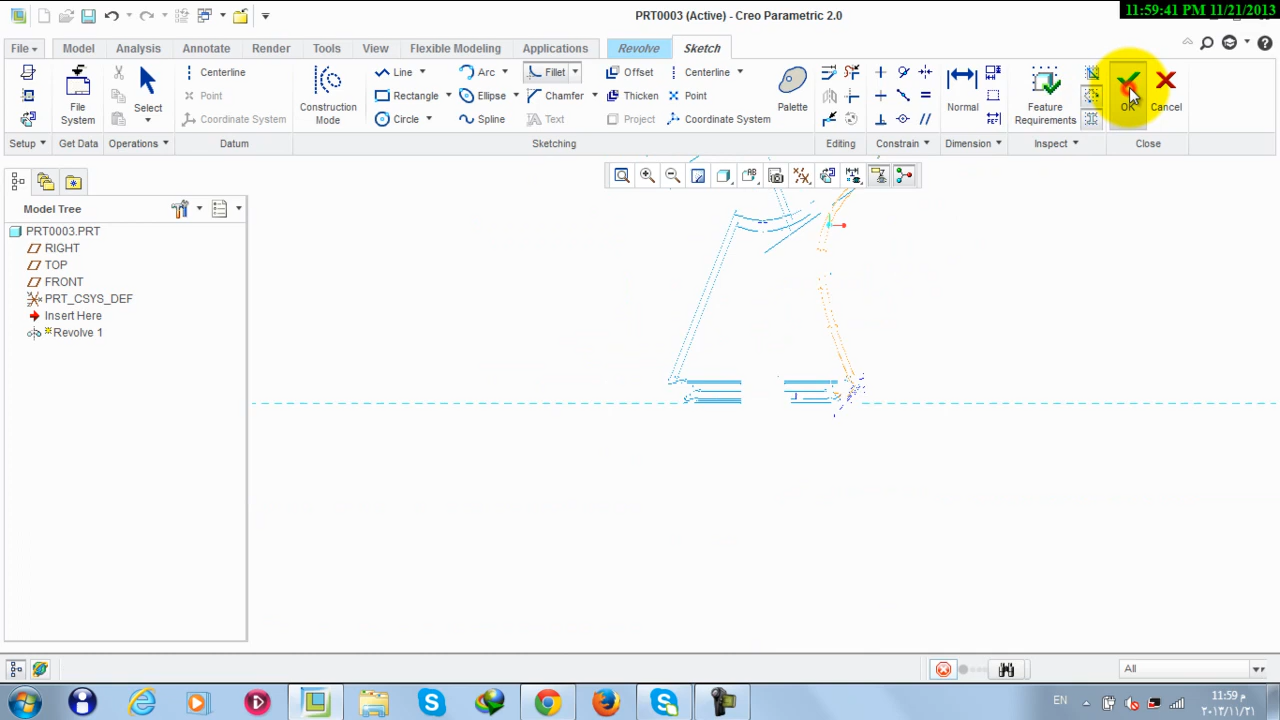 11:59:41 PM 11/21/2013
PRT0003 (Active) - Creo Parametric 2.0
File
Model
Analysis
Annotate
Render
Tools
View
Flexible Modeling
Applications
Revolve
Sketch
File System
Select
Centerline
Point
Coordinate System
Construction Mode
Line
Arc
Fillet
Offset
Centerline
Rectangle
Ellipse
Chamfer
Thicken
Point
Circle
Spline
Text
Project
Coordinate System
Palette
Normal
Feature Requirements
OK
Cancel
Setup
Get Data
Operations
Datum
Sketching
Editing
Constrain
Dimension
Inspect
Close
Model Tree
PRT0003.PRT
RIGHT
TOP
FRONT
PRT_CSYS_DEF
Insert Here
Revolve 1
All
EN
11:59 م
٢٠١٣/١١/٢١